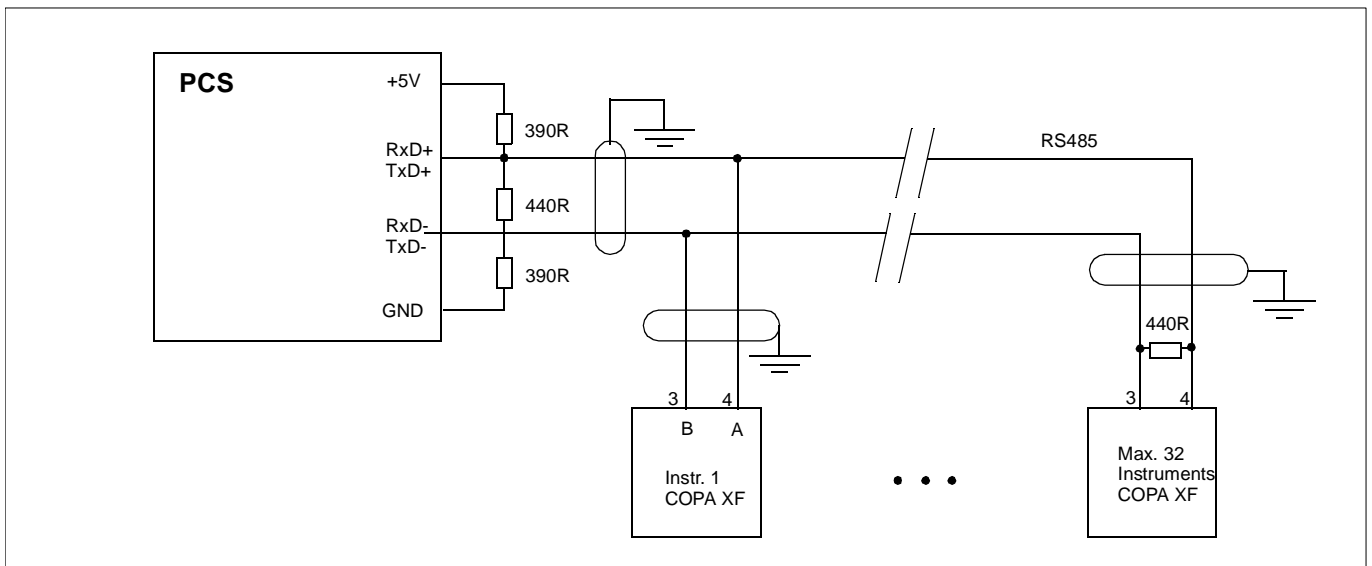 PCS
+5V
390R
RxD+
TxD+
440R
RxD-
TxD-
390R
GND
RS485
440R
3 4
B A
Instr. 1
COPA XF
3 4
Max. 32
Instruments
COPA XF